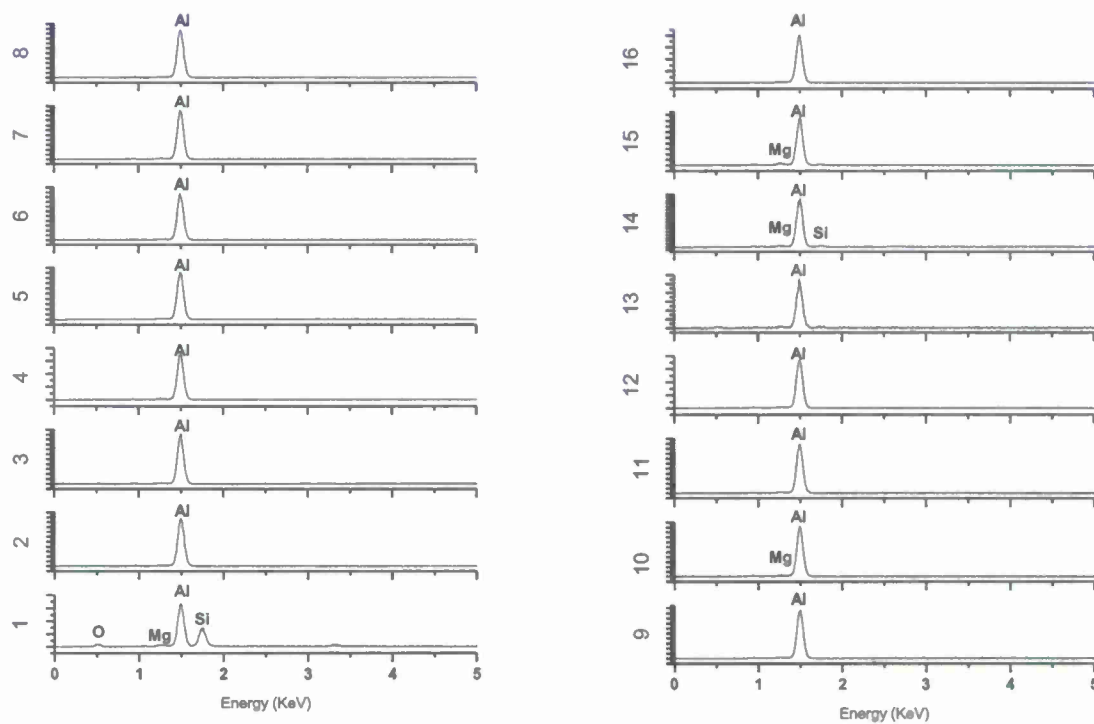 8
Al
7
Al
6
Al
5
Al
4
Al
3
Al
2
Al
1
O Mg Al Si
0 1 2 3 4 5
Energy (KeV)
16
Al
15
Mg Al
14
Mg Al Si
13
Al
12
Al
11
Al
10
Mg Al
9
Al
0 1 2 3 4 5
Energy (KeV)